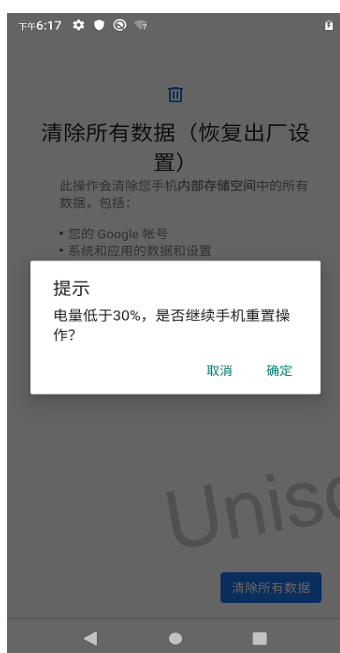 下午6:17
清除所有数据（恢复出厂设
置）
此操作会清除您手机内部存储空间中的所有
数据，包括：
• 您的 Google 帐号
• 系统和应用的数据和设置
提示
电量低于30%，是否继续手机重置操
作？
取消 确定
Unisc
清除所有数据